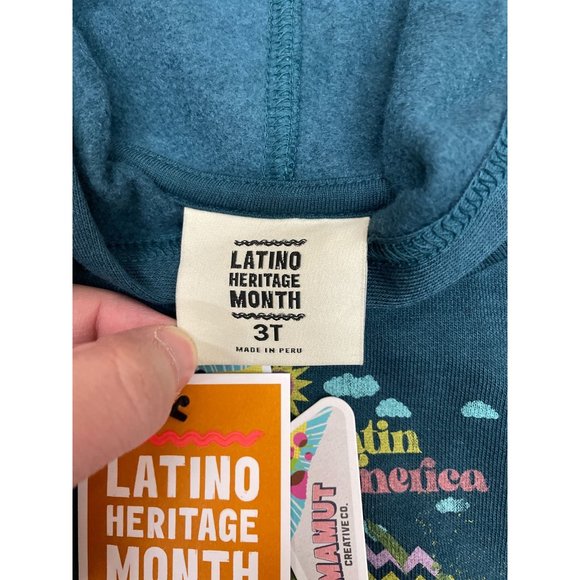 LATINO
HERITAGE
MONTH
3T
MADE IN PERU
LATINO
HERITAGE
MONTH
MAMUT
CREATIVE CO.